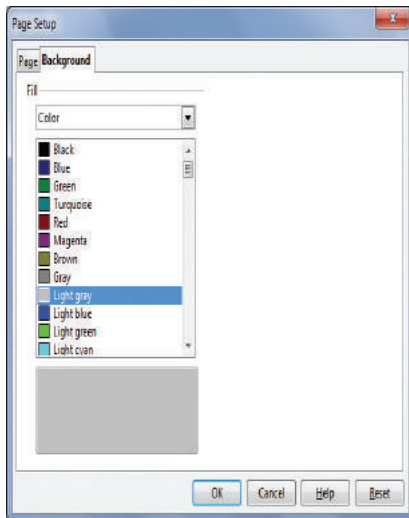 Page Setup
x
Page Background
Fill
Color
Black
Blue
Green
Turquoise
Red
Magenta
Brown
Gray
Light gray
Light blue
Light green
Light cyan
OK Cancel Help Reset